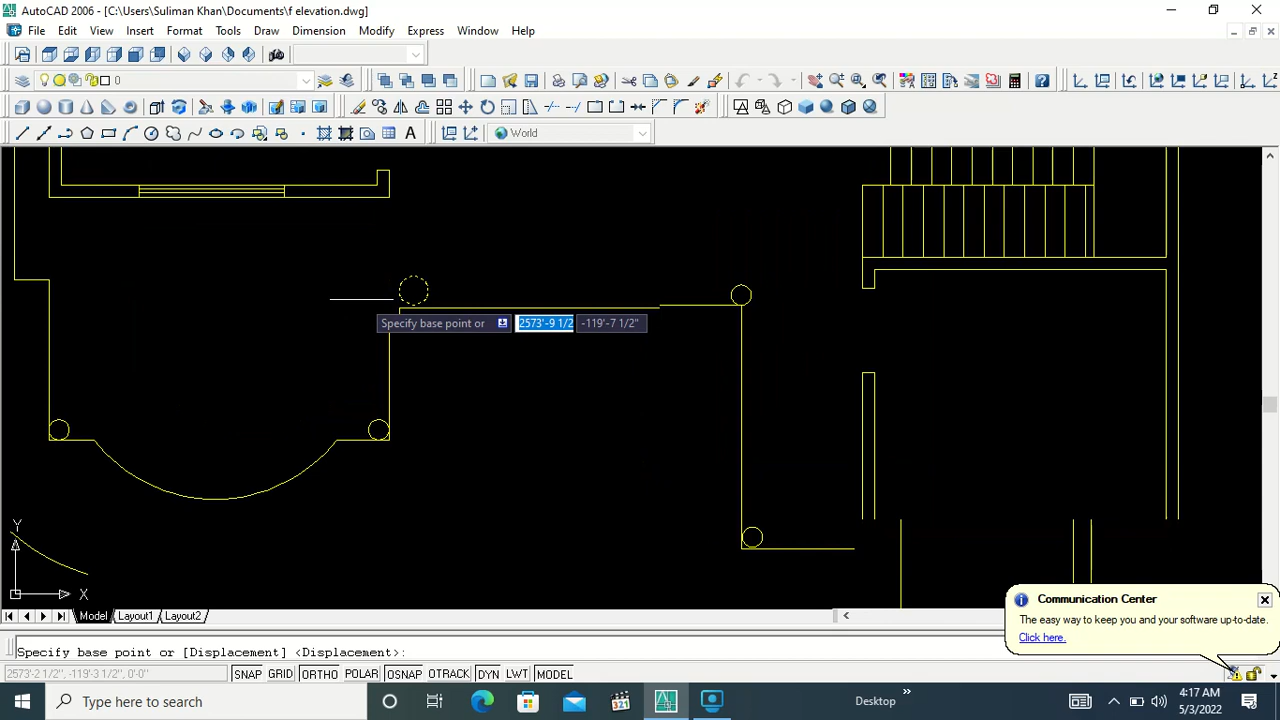 AutoCAD 2006 - [C:\Users\Suliman Khan\Documents\f elevation.dwg]
File Edit View Insert Format Tools Draw Dimension Modify Express Window Help
0
A World
Specify base point or 2573'-9 1/2 -119'-7 1/2"
Y
X
Model Layout1 Layout2
Communication Center
The easy way to keep you and your software up-to-date.
Click here.
Specify base point or [Displacement] <Displacement>:
2573'-2 1/2", -119'-3 1/2", 0'-0" SNAP GRID ORTHO POLAR OSNAP OTRACK DYN LWT MODEL
Type here to search
321
Desktop
4:17 AM
5/3/2022